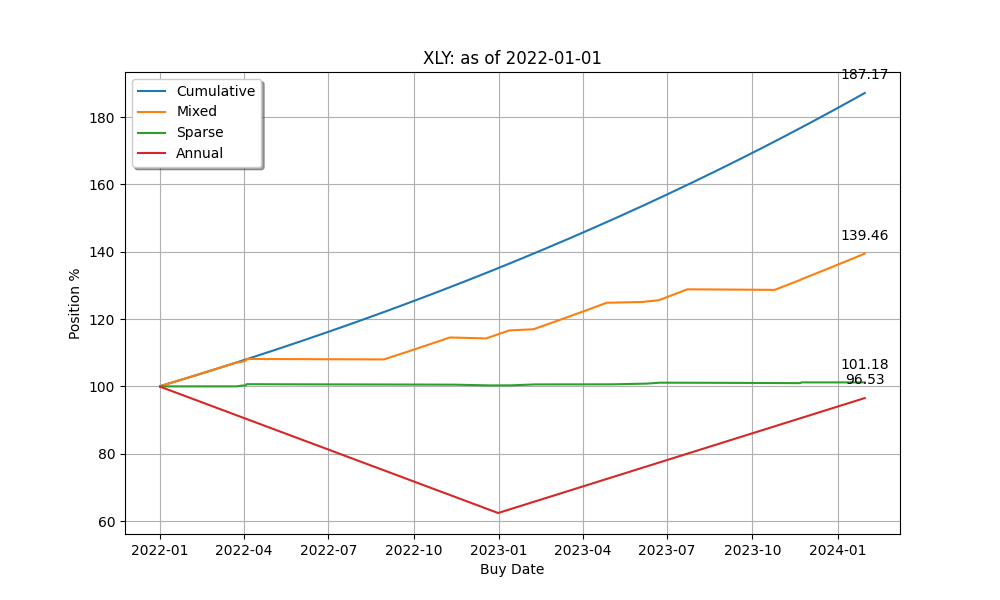 XLY: as of 2022-01-01
Cumulative
Mixed
Sparse
Annual
187.17
139.46
101.18
96.53
Position %
180
160
140
120
100
80
60
2022-01 2022-04 2022-07 2022-10 2023-01 2023-04 2023-07 2023-10 2024-01
Buy Date